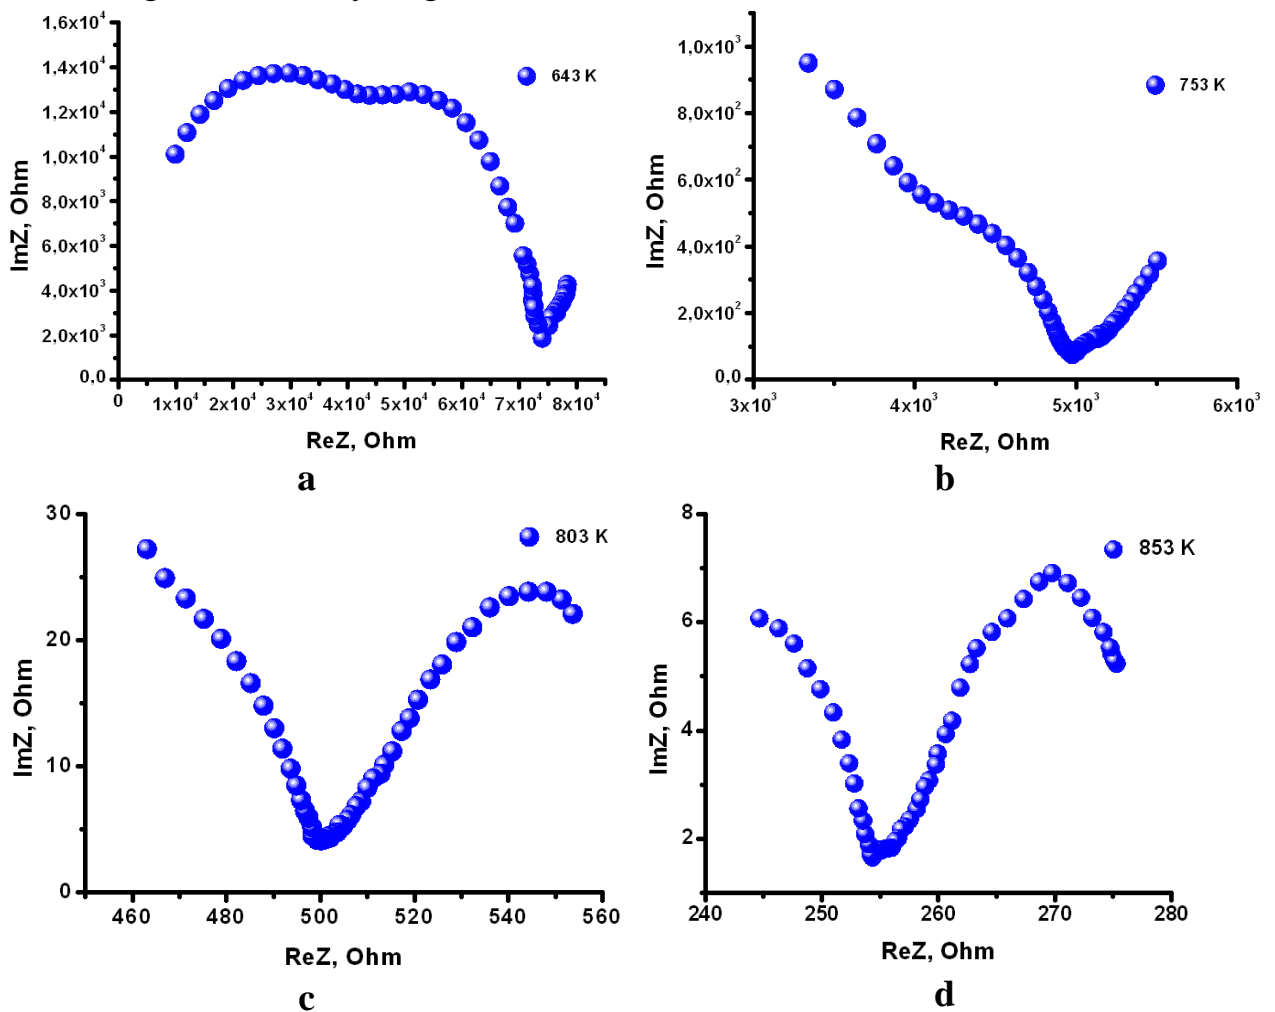 1,6x10⁴
1,4x10⁴
1,2x10⁴
1,0x10⁴
8,0x10³
6,0x10³
4,0x10³
2,0x10³
0,0
ImZ, Ohm
643 K
0 1x10⁴ 2x10⁴ 3x10⁴ 4x10⁴ 5x10⁴ 6x10⁴ 7x10⁴ 8x10⁴
ReZ, Ohm
a
1,0x10³
8,0x10²
6,0x10²
4,0x10²
2,0x10²
0,0
ImZ, Ohm
753 K
3x10³ 4x10³ 5x10³ 6x10³
ReZ, Ohm
b
30
20
10
0
ImZ, Ohm
803 K
460 480 500 520 540 560
ReZ, Ohm
c
8
6
4
2
ImZ, Ohm
853 K
240 250 260 270 280
ReZ, Ohm
d